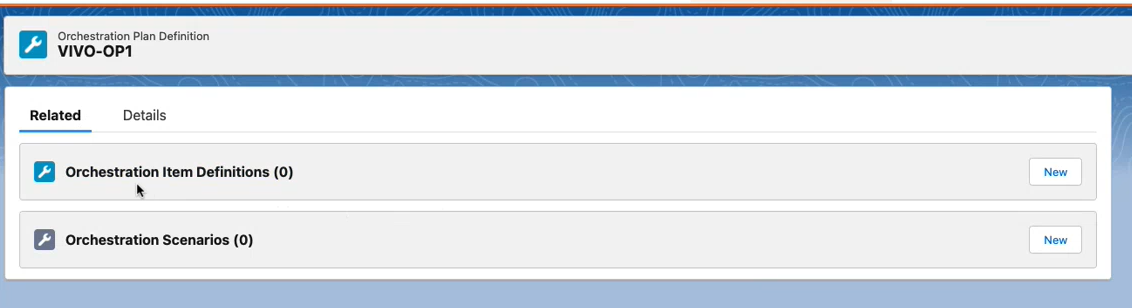 Orchestration Plan Definition
VIVO-OP1
Related Details
Orchestration Item Definitions (0) New
Orchestration Scenarios (0) New